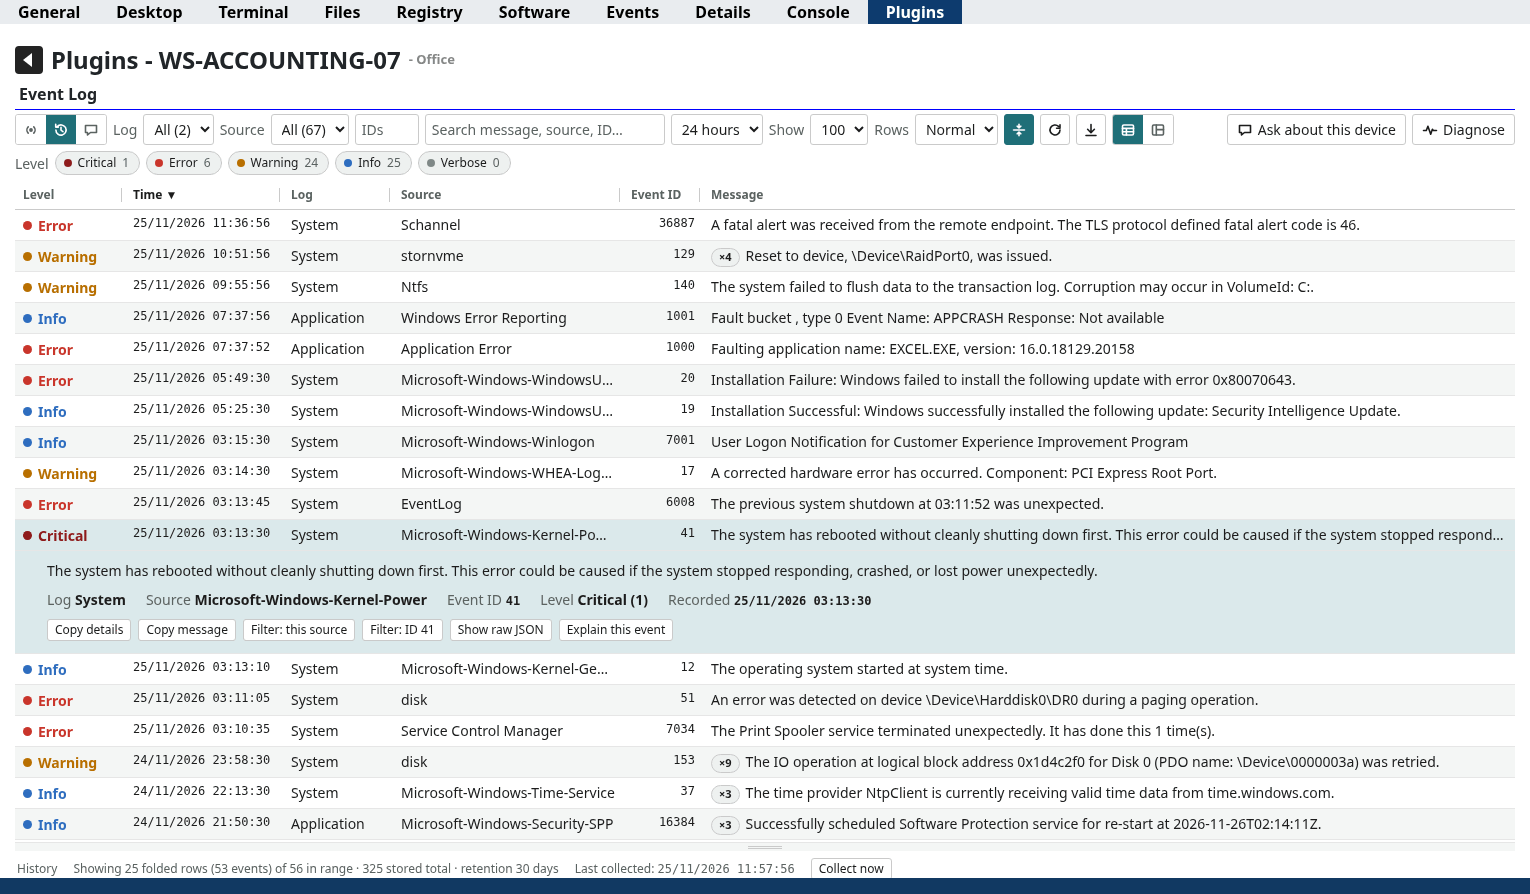 General Desktop Terminal Files Registry Software Events Details Console Plugins
Plugins - WS-ACCOUNTING-07 - Office
Event Log
Log All (2) Source All (67) IDs Search message, source, ID... 24 hours Show 100 Rows Normal Ask about this device Diagnose
Level Critical 1 Error 6 Warning 24 Info 25 Verbose 0
Level Time ▼ Log Source Event ID Message
Error 25/11/2026 11:36:56 System Schannel 36887 A fatal alert was received from the remote endpoint. The TLS protocol defined fatal alert code is 46.
Warning 25/11/2026 10:51:56 System stornvme 129 ×4 Reset to device, \Device\RaidPort0, was issued.
Warning 25/11/2026 09:55:56 System Ntfs 140 The system failed to flush data to the transaction log. Corruption may occur in VolumeId: C:.
Info 25/11/2026 07:37:56 Application Windows Error Reporting 1001 Fault bucket , type 0 Event Name: APPCRASH Response: Not available
Error 25/11/2026 07:37:52 Application Application Error 1000 Faulting application name: EXCEL.EXE, version: 16.0.18129.20158
Error 25/11/2026 05:49:30 System Microsoft-Windows-WindowsU... 20 Installation Failure: Windows failed to install the following update with error 0x80070643.
Info 25/11/2026 05:25:30 System Microsoft-Windows-WindowsU... 19 Installation Successful: Windows successfully installed the following update: Security Intelligence Update.
Info 25/11/2026 03:15:30 System Microsoft-Windows-Winlogon 7001 User Logon Notification for Customer Experience Improvement Program
Warning 25/11/2026 03:14:30 System Microsoft-Windows-WHEA-Log... 17 A corrected hardware error has occurred. Component: PCI Express Root Port.
Error 25/11/2026 03:13:45 System EventLog 6008 The previous system shutdown at 03:11:52 was unexpected.
Critical 25/11/2026 03:13:30 System Microsoft-Windows-Kernel-Po... 41 The system has rebooted without cleanly shutting down first. This error could be caused if the system stopped respond...
The system has rebooted without cleanly shutting down first. This error could be caused if the system stopped responding, crashed, or lost power unexpectedly.
Log System Source Microsoft-Windows-Kernel-Power Event ID 41 Level Critical (1) Recorded 25/11/2026 03:13:30
Copy details Copy message Filter: this source Filter: ID 41 Show raw JSON Explain this event
Info 25/11/2026 03:13:10 System Microsoft-Windows-Kernel-Ge... 12 The operating system started at system time.
Error 25/11/2026 03:11:05 System disk 51 An error was detected on device \Device\Harddisk0\DR0 during a paging operation.
Error 25/11/2026 03:10:35 System Service Control Manager 7034 The Print Spooler service terminated unexpectedly. It has done this 1 time(s).
Warning 24/11/2026 23:58:30 System disk 153 ×9 The IO operation at logical block address 0x1d4c2f0 for Disk 0 (PDO name: \Device\0000003a) was retried.
Info 24/11/2026 22:13:30 System Microsoft-Windows-Time-Service 37 ×3 The time provider NtpClient is currently receiving valid time data from time.windows.com.
Info 24/11/2026 21:50:30 Application Microsoft-Windows-Security-SPP 16384 ×3 Successfully scheduled Software Protection service for re-start at 2026-11-26T02:14:11Z.
History Showing 25 folded rows (53 events) of 56 in range · 325 stored total · retention 30 days Last collected: 25/11/2026 11:57:56 Collect now